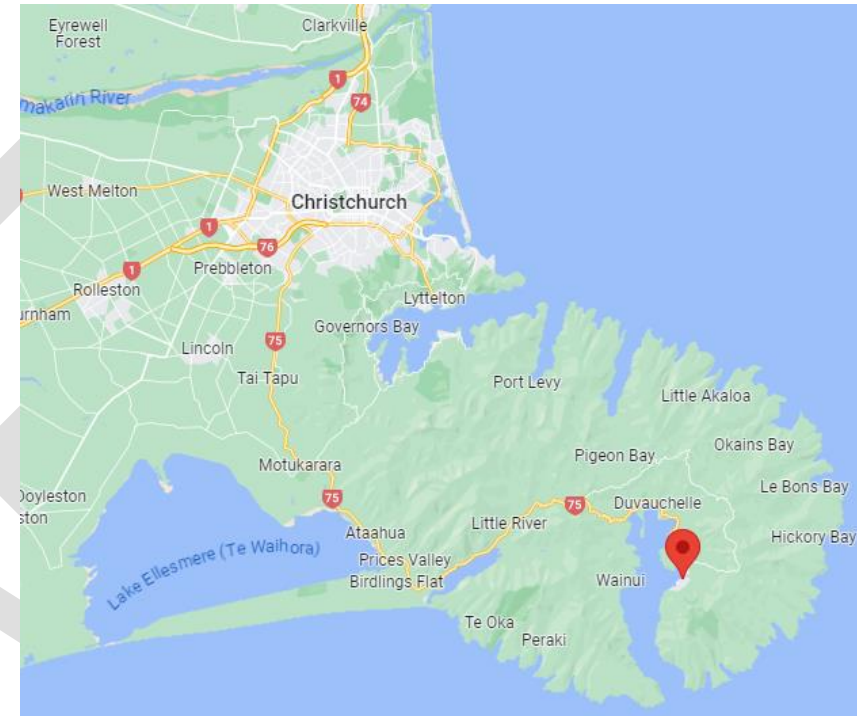 Eyrewell
Forest
Clarkville
1
74
makariri River
West Melton
Christchurch
1
76
Prebbleton
1
Rolleston
Lyttelton
rnham
Governors Bay
75
Lincoln
Tai Tapu
Port Levy
Little Akaloa
Okains Bay
Pigeon Bay
Motukarara
Le Bons Bay
Doyleston
ston
75
75
Duvauchelle
Little River
Ataahua
Hickory Bay
Lake Ellesmere (Te Waihora)
Prices Valley
Birdlings Flat
Wainui
Te Oka
Peraki